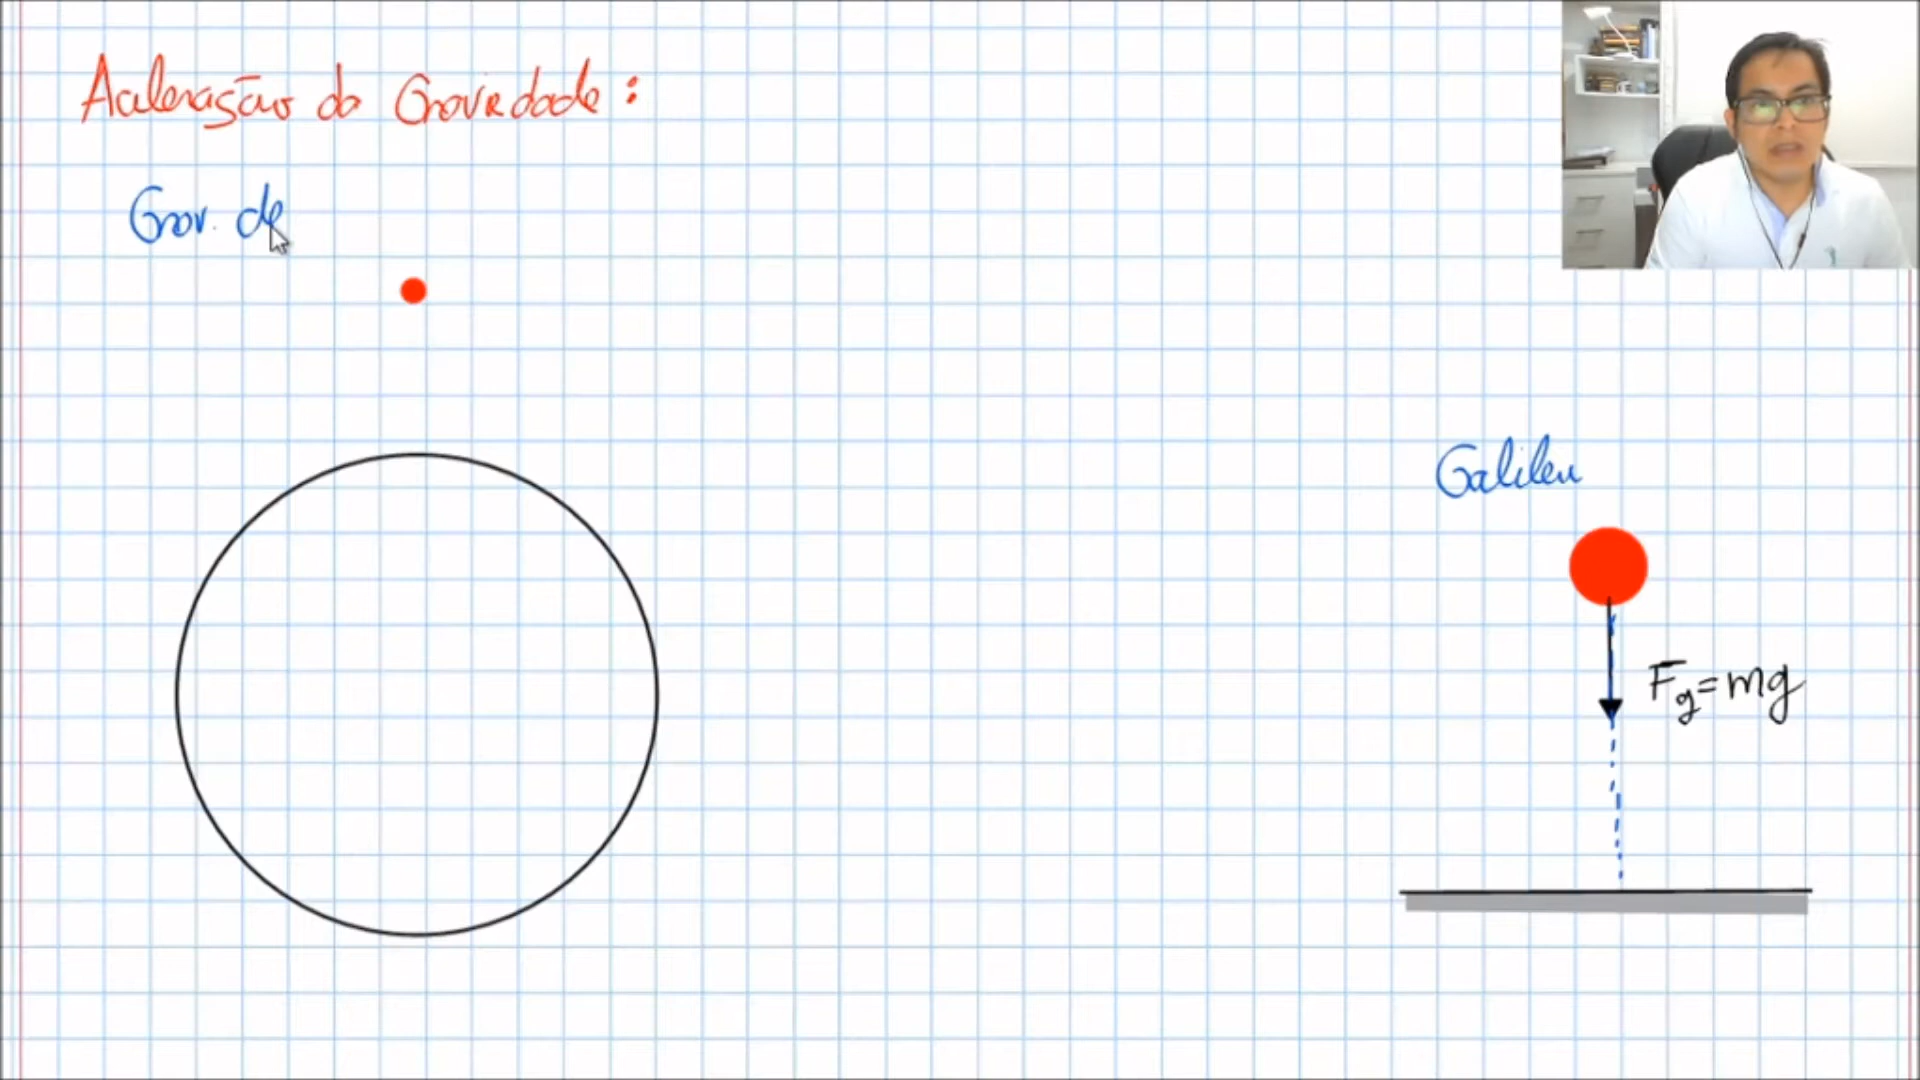 Aceleração da Gravidade :
Grav. de
Galileu
Fg = mg